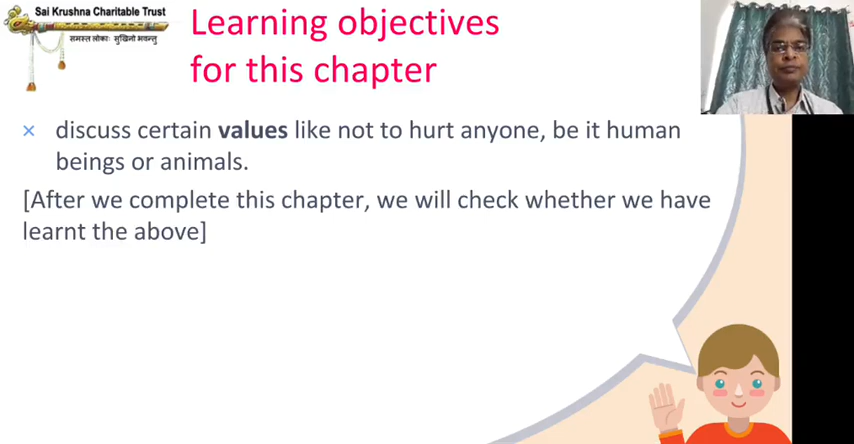 Sai Krushna Charitable Trust
समस्त लोकाः सुखिनो भवन्तु
Learning objectives
for this chapter
× discuss certain values like not to hurt anyone, be it human
beings or animals.
[After we complete this chapter, we will check whether we have
learnt the above]